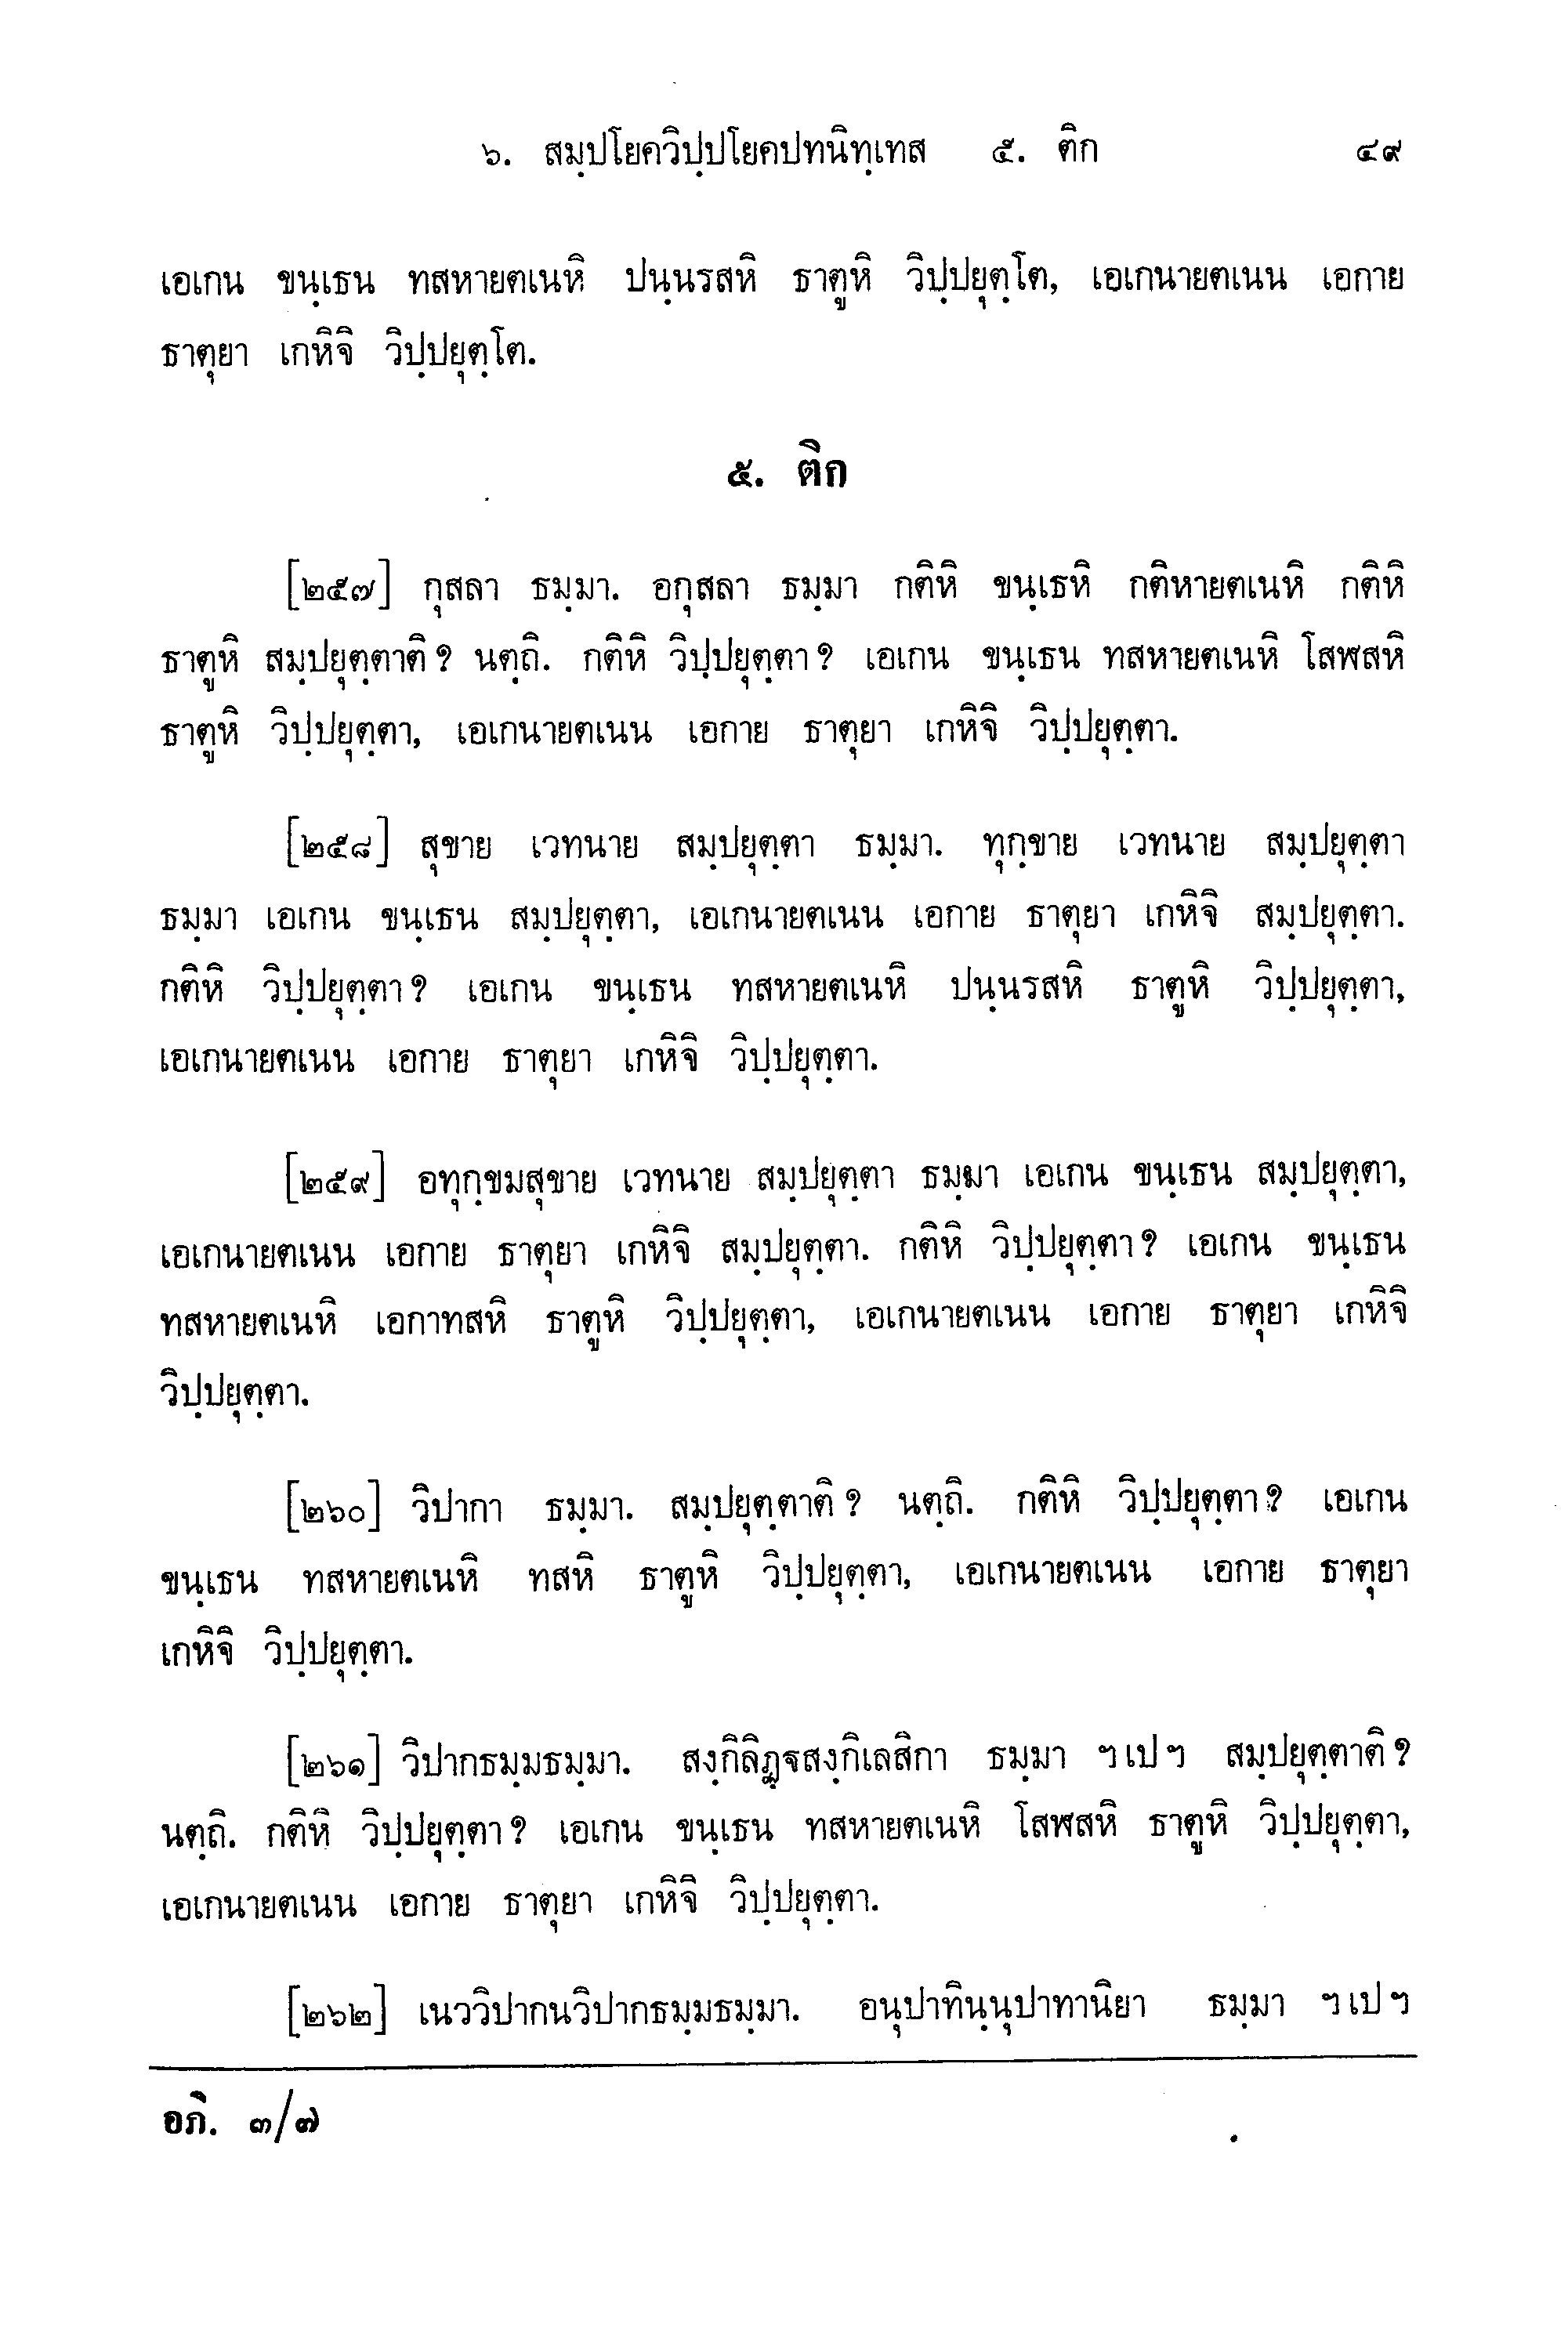 ๖. สมฺปโยควิปฺปโยคปทนิทฺเทส ๕. ติก ๔๙
เอเกน ขนฺเธน ทสหายตเนหิ ปนฺนรสหิ ธาตูหิ วิปฺปยุตฺโต, เอเกนายตเนน เอกาย
ธาตุยา เกหิจิ วิปฺปยุตฺโต.
๕. ติก
[๒๕๗] กุสลา ธมฺมา. อกุสลา ธมฺมา กติหิ ขนฺเธหิ กติหายตเนหิ กติหิ
ธาตูหิ สมฺปยุตฺตาติ? นตฺถิ. กติหิ วิปฺปยุตฺตา? เอเกน ขนฺเธน ทสหายตเนหิ โสฬสหิ
ธาตูหิ วิปฺปยุตฺตา, เอเกนายตเนน เอกาย ธาตุยา เกหิจิ วิปฺปยุตฺตา.
[๒๕๘] สุขาย เวทนาย สมฺปยุตฺตา ธมฺมา. ทุกฺขาย เวทนาย สมฺปยุตฺตา
ธมฺมา เอเกน ขนฺเธน สมฺปยุตฺตา, เอเกนายตเนน เอกาย ธาตุยา เกหิจิ สมฺปยุตฺตา.
กติหิ วิปฺปยุตฺตา? เอเกน ขนฺเธน ทสหายตเนหิ ปนฺนรสหิ ธาตูหิ วิปฺปยุตฺตา,
เอเกนายตเนน เอกาย ธาตุยา เกหิจิ วิปฺปยุตฺตา.
[๒๕๙] อทุกฺขมสุขาย เวทนาย สมฺปยุตฺตา ธมฺมา เอเกน ขนฺเธน สมฺปยุตฺตา,
เอเกนายตเนน เอกาย ธาตุยา เกหิจิ สมฺปยุตฺตา. กติหิ วิปฺปยุตฺตา? เอเกน ขนฺเธน
ทสหายตเนหิ เอกาทสหิ ธาตูหิ วิปฺปยุตฺตา, เอเกนายตเนน เอกาย ธาตุยา เกหิจิ
วิปฺปยุตฺตา.
[๒๖๐] วิปากา ธมฺมา. สมฺปยุตฺตาติ? นตฺถิ. กติหิ วิปฺปยุตฺตา? เอเกน
ขนฺเธน ทสหายตเนหิ ทสหิ ธาตูหิ วิปฺปยุตฺตา, เอเกนายตเนน เอกาย ธาตุยา
เกหิจิ วิปฺปยุตฺตา.
[๒๖๑] วิปากธมฺมธมฺมา. สงฺกิลิฏฺฐสงฺกิเลสิกา ธมฺมา ฯเปฯ สมฺปยุตฺตาติ?
นตฺถิ. กติหิ วิปฺปยุตฺตา? เอเกน ขนฺเธน ทสหายตเนหิ โสฬสหิ ธาตูหิ วิปฺปยุตฺตา,
เอเกนายตเนน เอกาย ธาตุยา เกหิจิ วิปฺปยุตฺตา.
[๒๖๒] เนววิปากนวิปากธมฺมธมฺมา. อนุปาทินฺนุปาทานิยา ธมฺมา ฯเปฯ
อภิ. ๓/๗